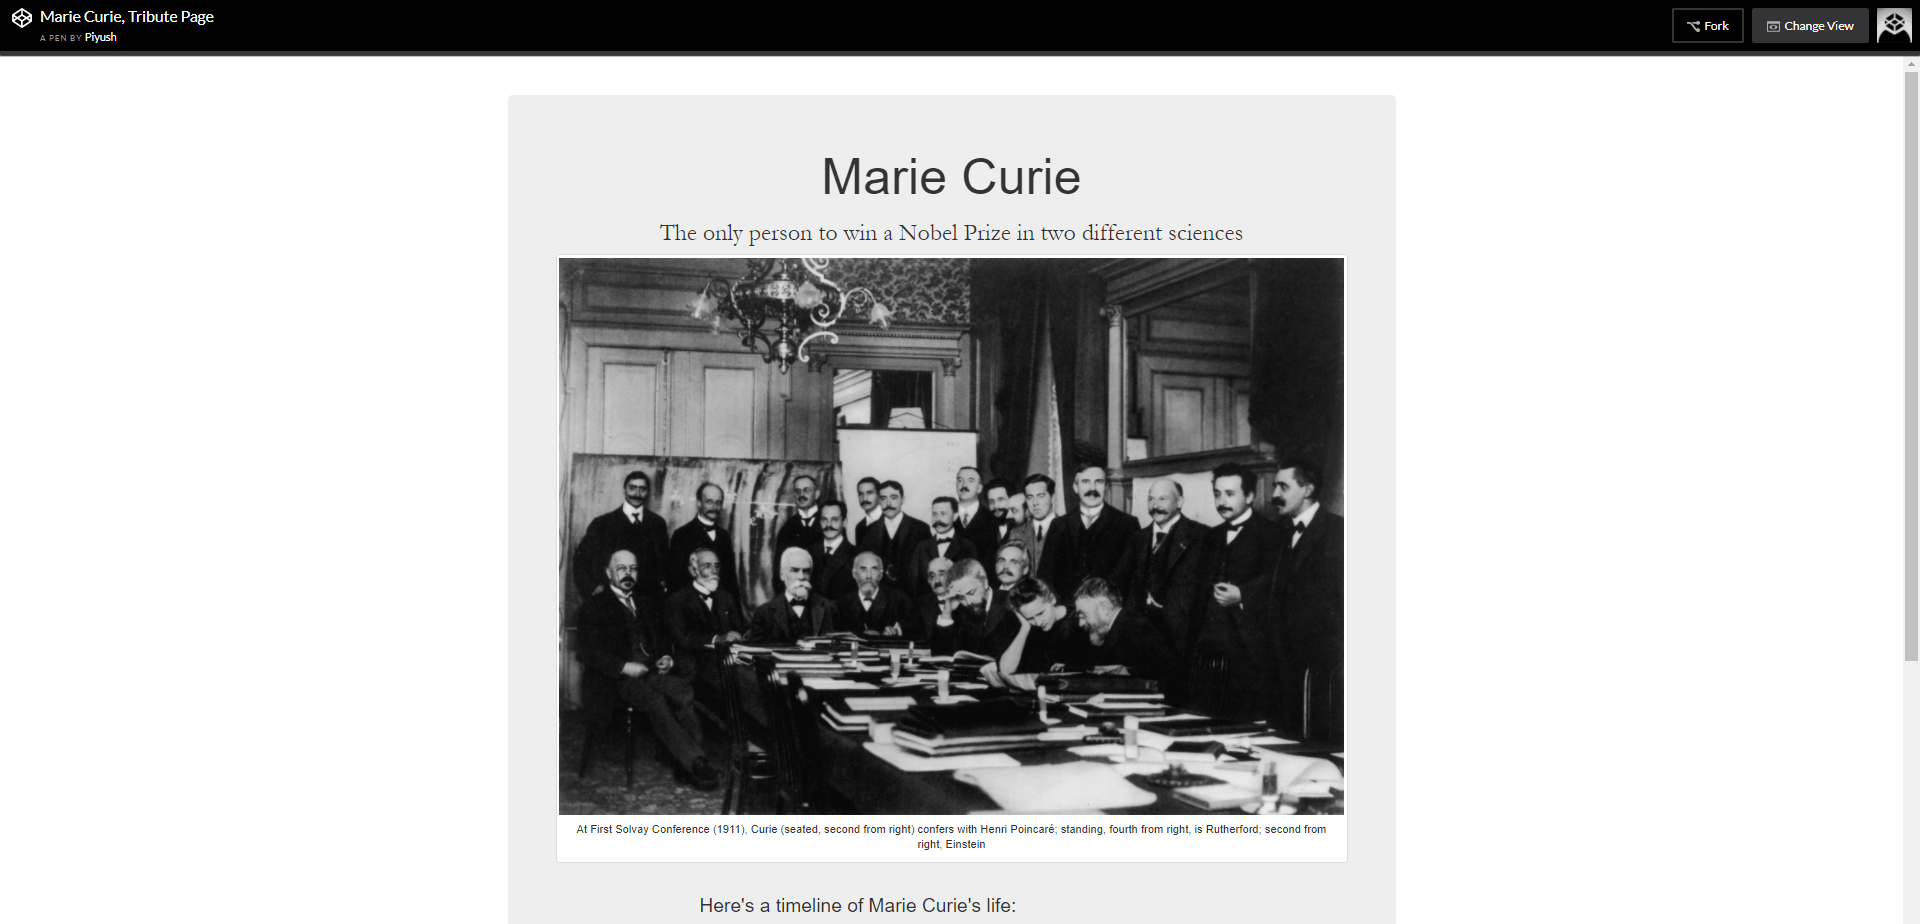 Marie Curie, Tribute Page
A PEN BY Piyush
Fork
Change View
Marie Curie
The only person to win a Nobel Prize in two different sciences
At First Solvay Conference (1911), Curie (seated, second from right) confers with Henri Poincaré; standing, fourth from right, is Rutherford; second from
right, Einstein
Here's a timeline of Marie Curie's life: